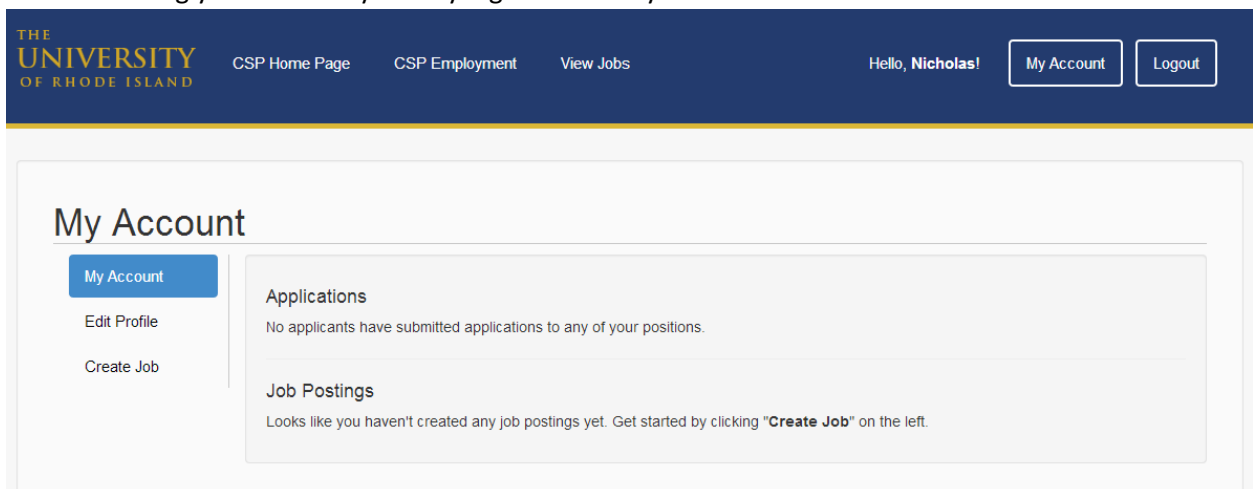 THE
UNIVERSITY
OF RHODE ISLAND
CSP Home Page CSP Employment View Jobs Hello, Nicholas! My Account Logout
My Account
My Account
Edit Profile
Create Job
Applications
No applicants have submitted applications to any of your positions.
Job Postings
Looks like you haven't created any job postings yet. Get started by clicking "Create Job" on the left.